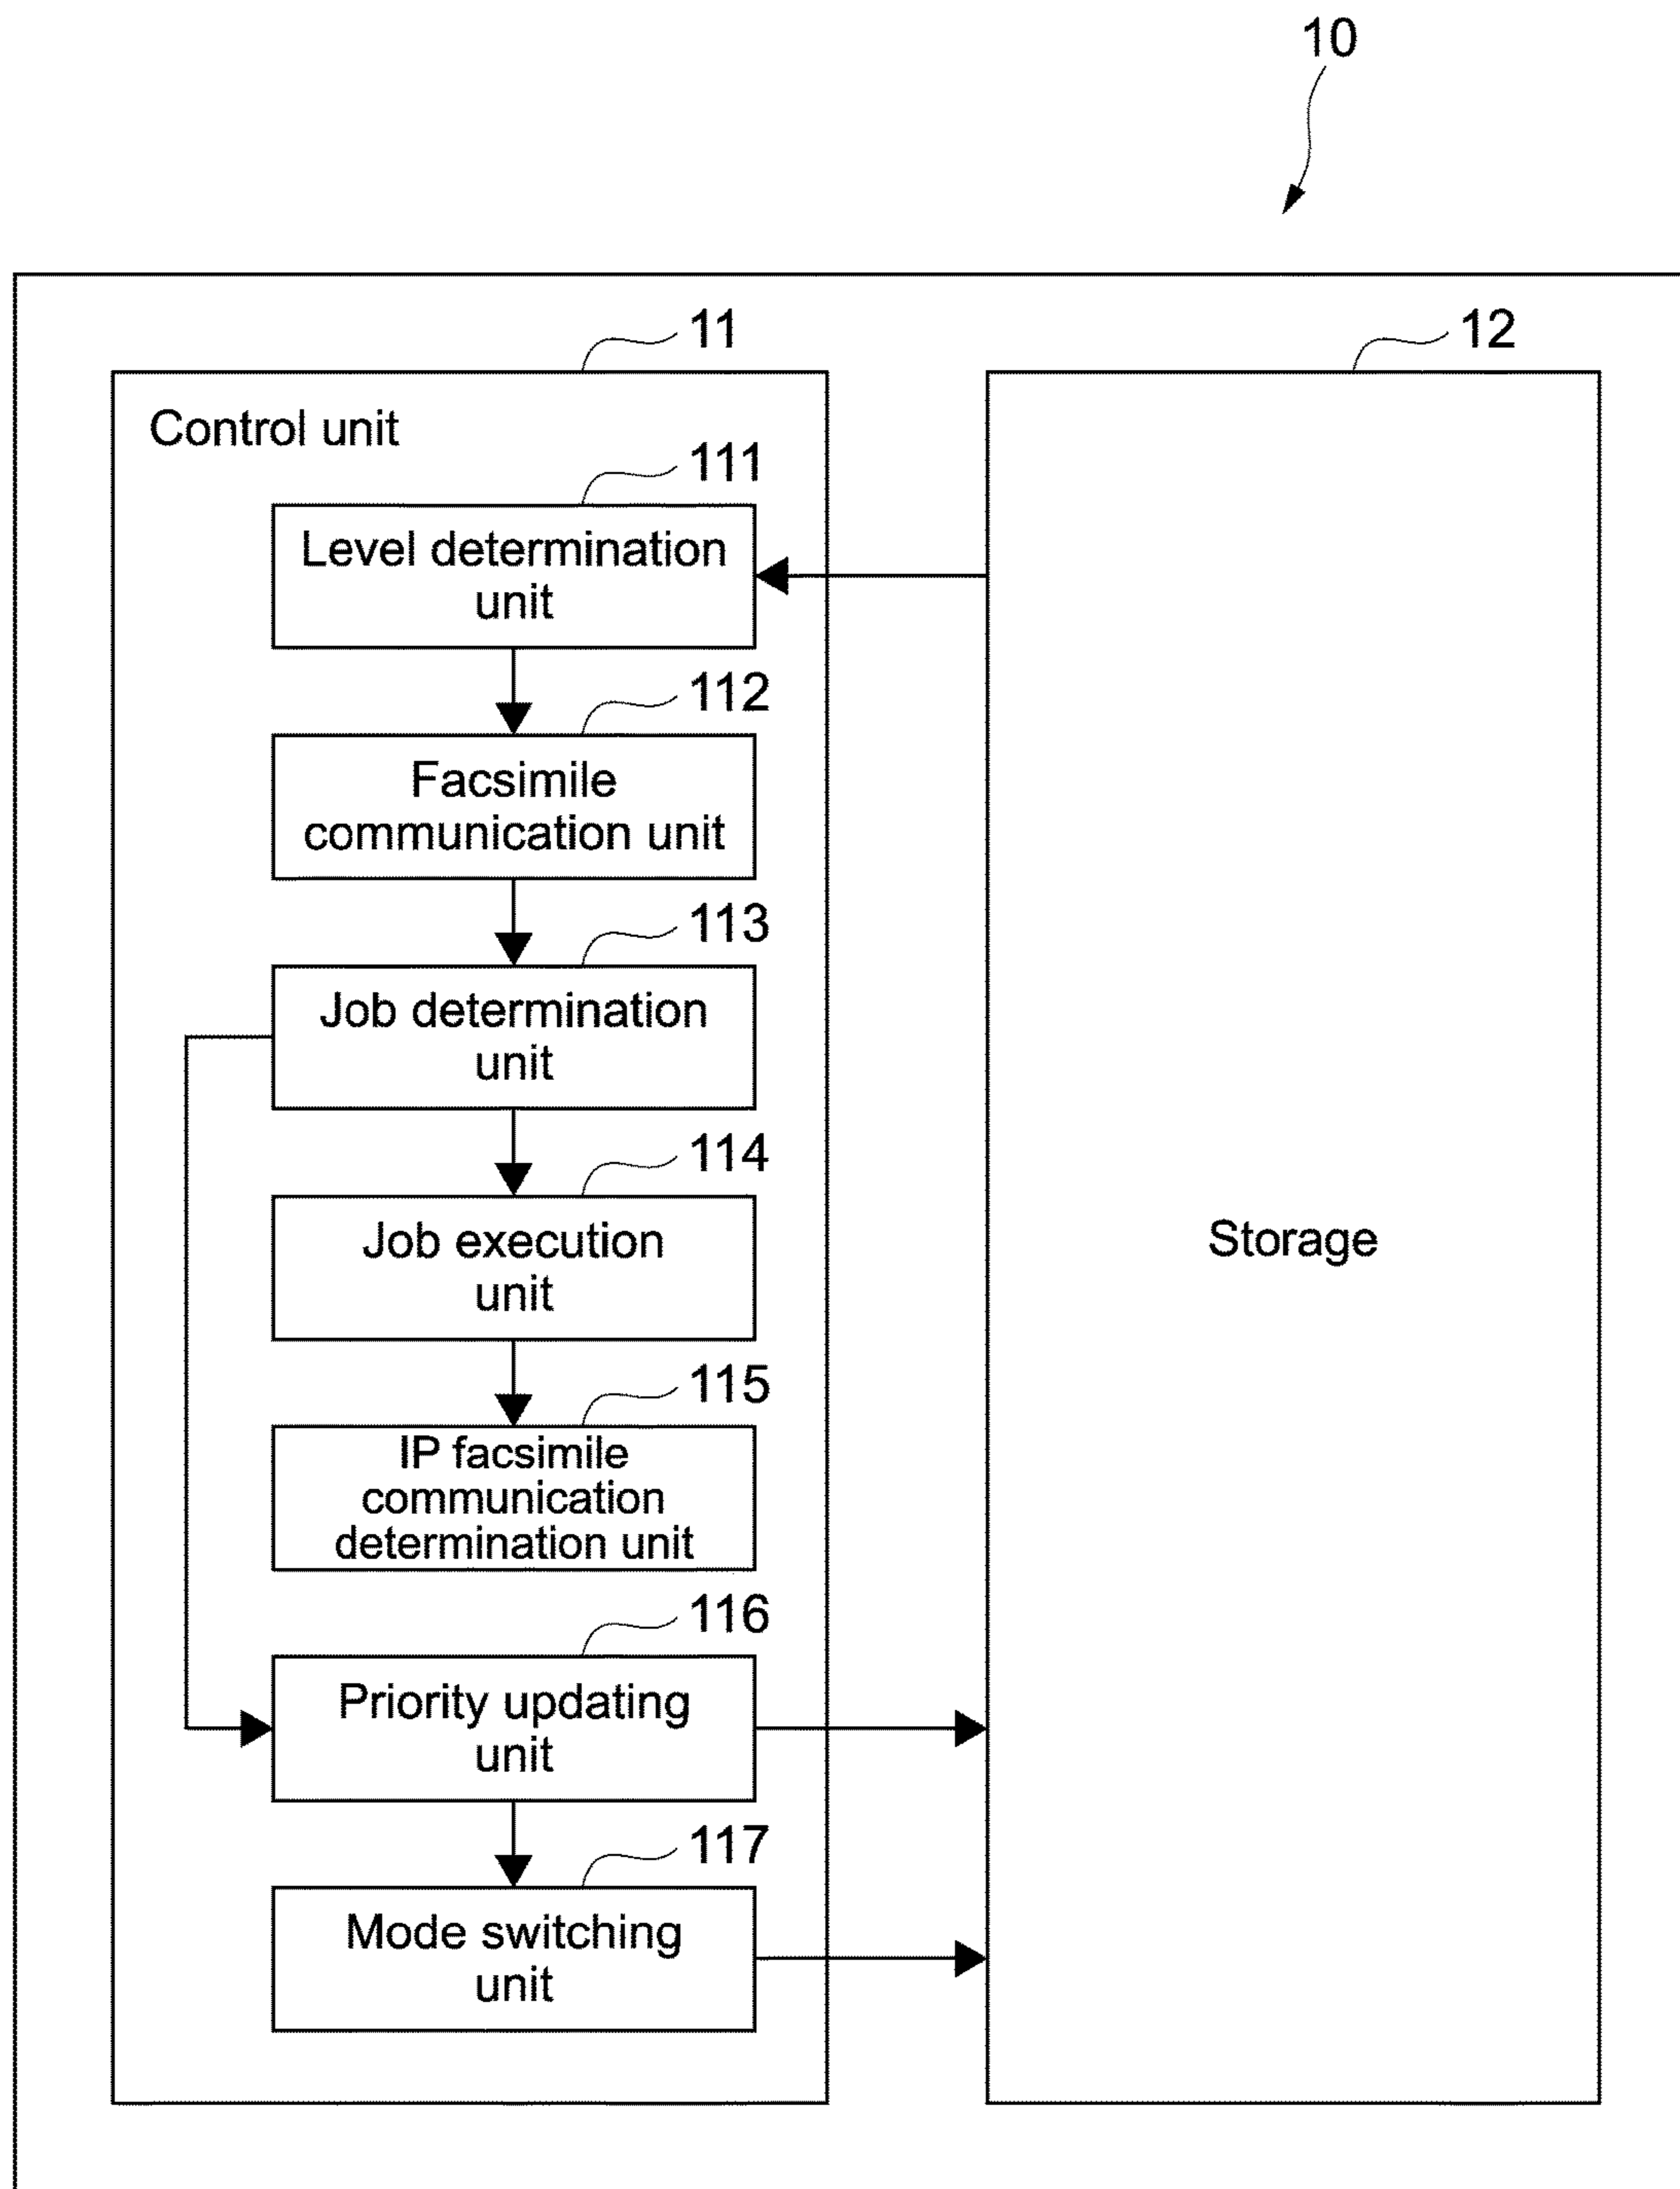 10
11
12
Control unit
111
Level determination
unit
112
Facsimile
communication unit
113
Job determination
unit
114
Job execution
unit
Storage
115
IP facsimile
communication
determination unit
116
Priority updating
unit
117
Mode switching
unit